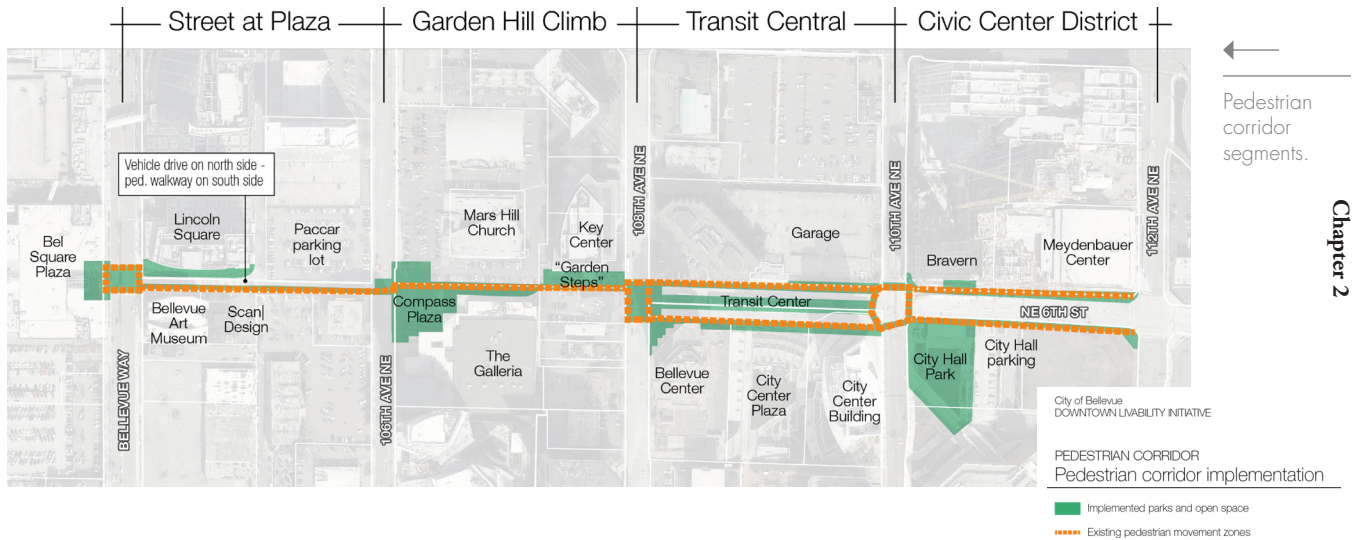 Street at Plaza
Garden Hill Climb
Transit Central
Civic Center District
Pedestrian
corridor
segments.
Chapter 2
Vehicle drive on north side -
ped. walkway on south side
Bel
Square
Plaza
Lincoln
Square
Paccar
parking
lot
Bellevue
Art
Museum
Scan|
Design
BELLEVUE WAY
106TH AVE NE
Mars Hill
Church
Key
Center
"Garden
Steps"
Compass
Plaza
The
Galleria
108TH AVE NE
Garage
Transit Center
Bellevue
Center
City
Center
Plaza
City
Center
Building
110TH AVE NE
Bravern
Meydenbauer
Center
NE 6TH ST
City Hall
Park
City Hall
parking
112TH AVE NE
City of Bellevue
DOWNTOWN LIVABILITY INITIATIVE
PEDESTRIAN CORRIDOR
Pedestrian corridor implementation
Implemented parks and open space
Existing pedestrian movement zones